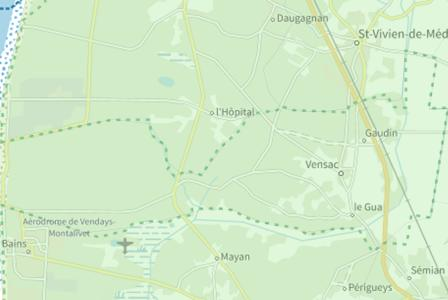 Daugagnan
St-Vivien-de-Méd
l'Hôpital
Gaudin
Vensac
le Gua
Aérodrome de Vendays-
Montalivet
Bains
Mayan
Sémian
Périgueys